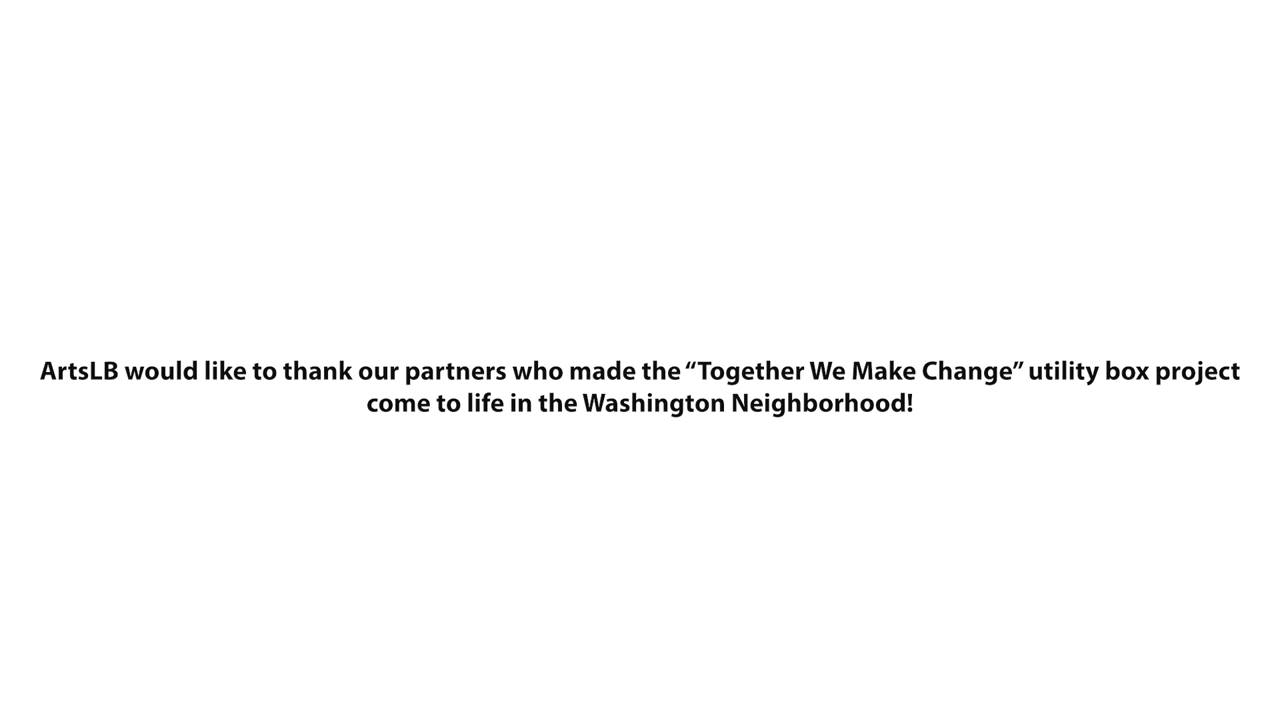 ArtsLB would like to thank our partners who made the “Together We Make Change” utility box project
come to life in the Washington Neighborhood!